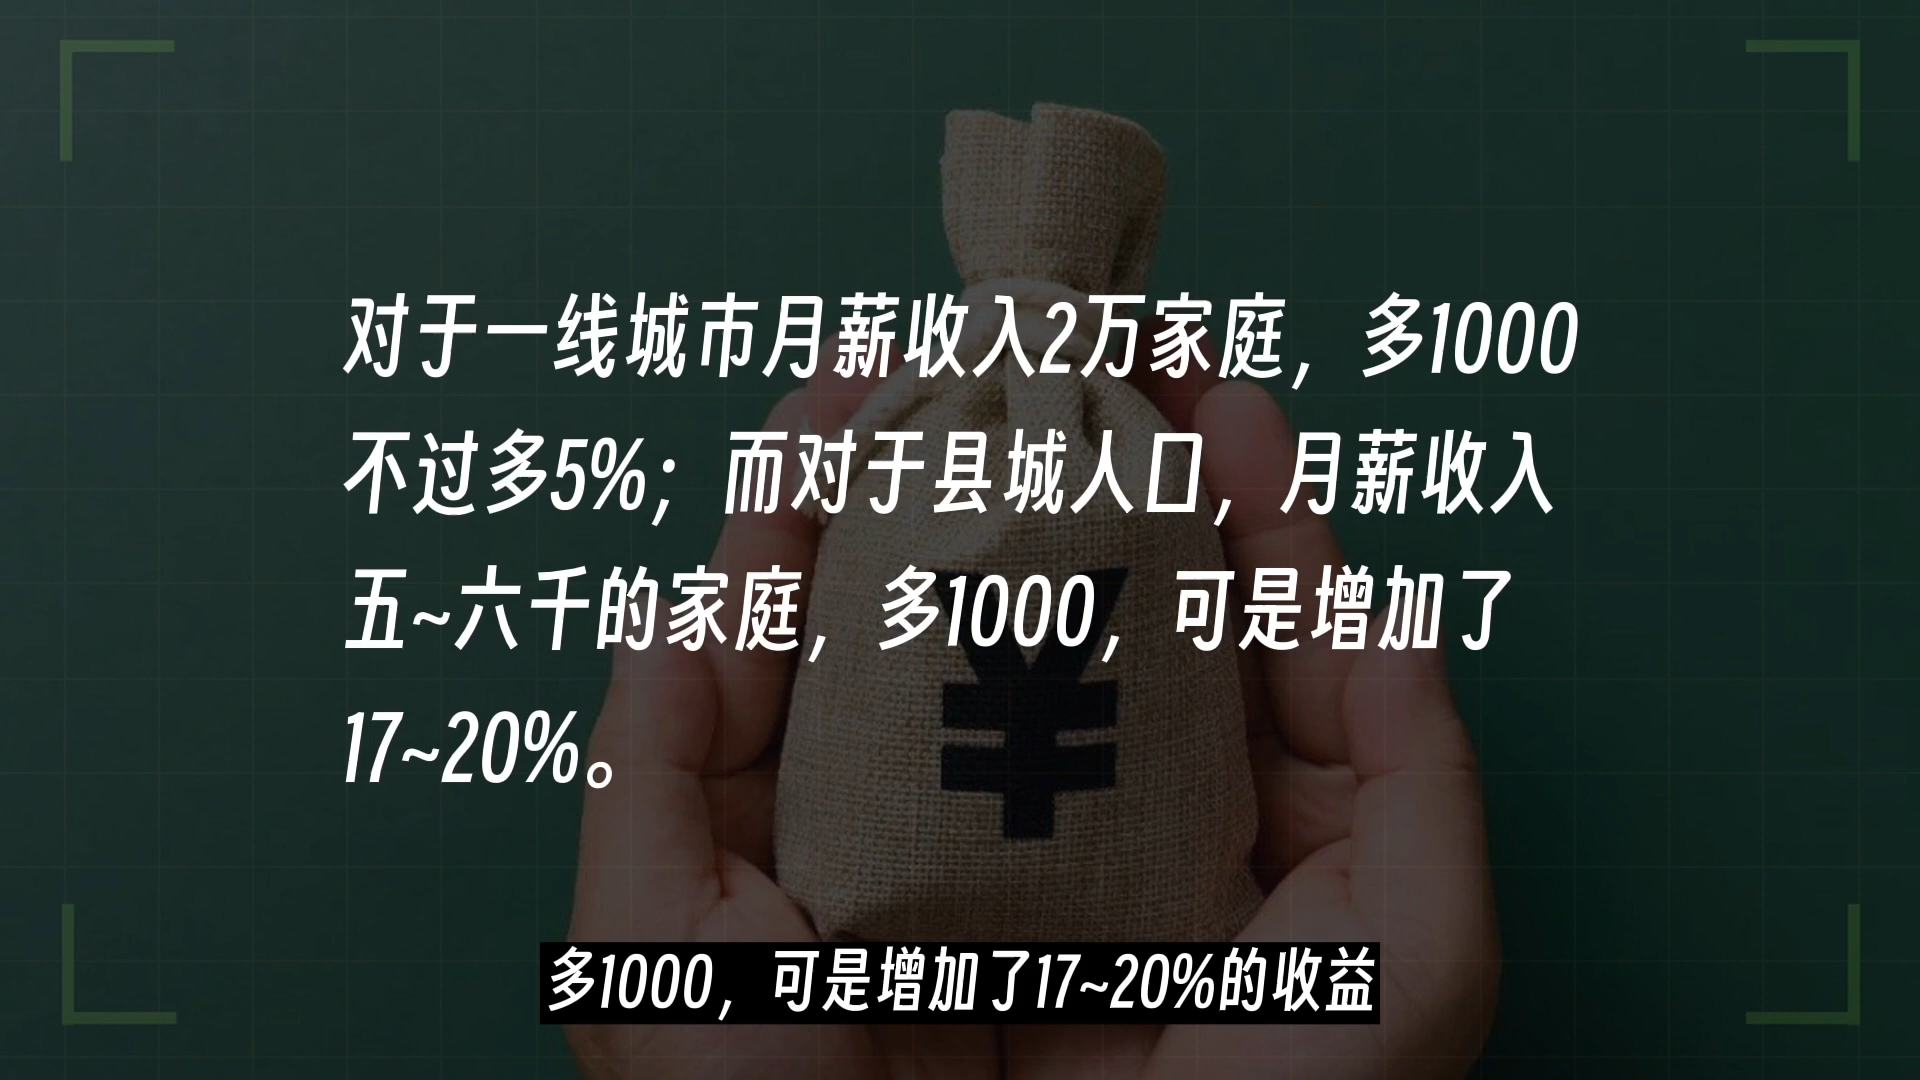 对于一线城市月薪收入2万家庭，多1000
不过多5%；而对于县城人口，月薪收入
五~六千的家庭，多1000，可是增加了
17~20%。
¥
多1000，可是增加了17~20%的收益